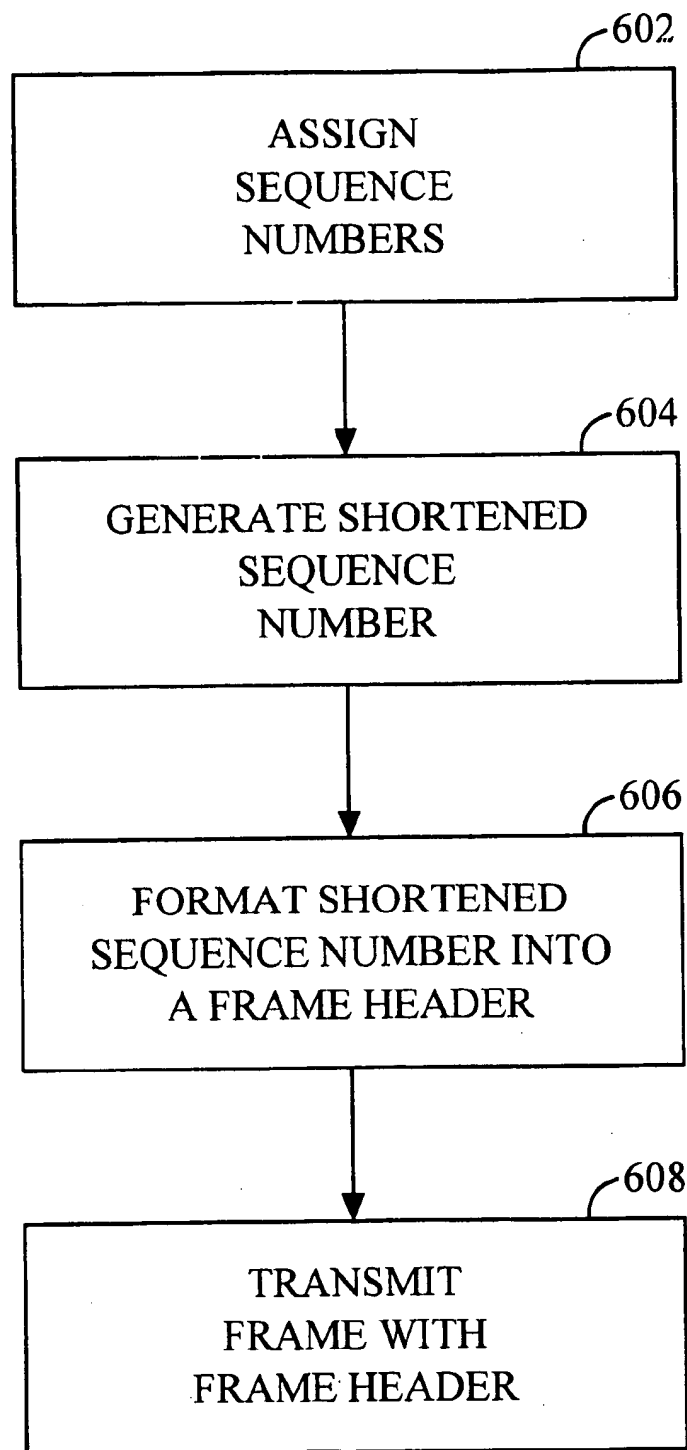 602
ASSIGN
SEQUENCE
NUMBERS
604
GENERATE SHORTENED
SEQUENCE
NUMBER
606
FORMAT SHORTENED
SEQUENCE NUMBER INTO
A FRAME HEADER
608
TRANSMIT
FRAME WITH
FRAME HEADER